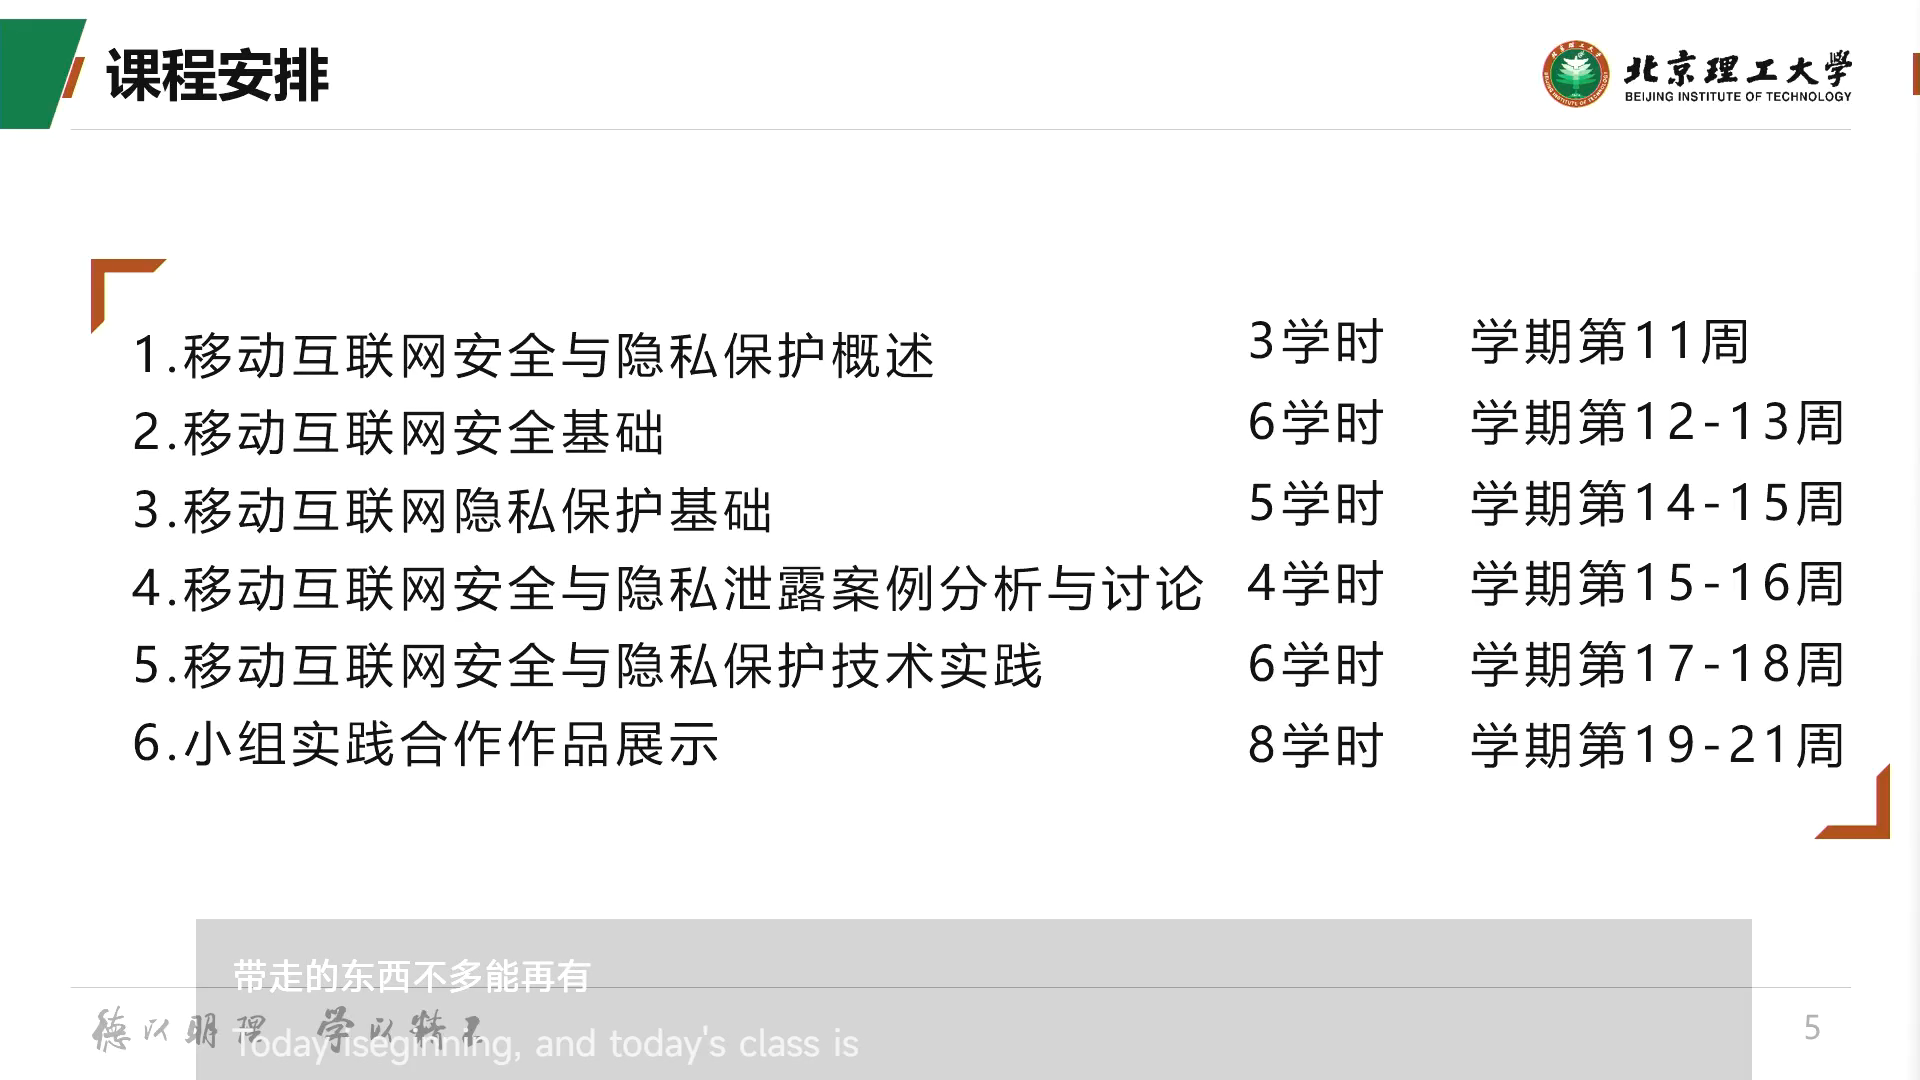 课程安排
北京理工大学
BEIJING INSTITUTE OF TECHNOLOGY
1.移动互联网安全与隐私保护概述 3学时 学期第11周
2.移动互联网安全基础 6学时 学期第12-13周
3.移动互联网隐私保护基础 5学时 学期第14-15周
4.移动互联网安全与隐私泄露案例分析与讨论 4学时 学期第15-16周
5.移动互联网安全与隐私保护技术实践 6学时 学期第17-18周
6.小组实践合作作品展示 8学时 学期第19-21周
带走的东西不多能再有
德以明理 学以精工
Today iseginning, and today's class is
5